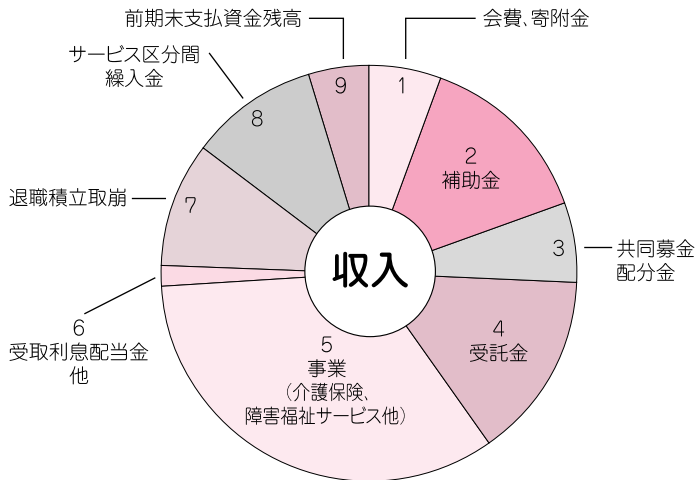 前期末支払資金残高
会費、寄附金
サービス区分間
繰入金
9
1
8
2
補助金
退職積立取崩
7
3
共同募金
配分金
収入
6
受取利息配当金
他
4
受託金
5
事業
(介護保険、
障害福祉サービス他)